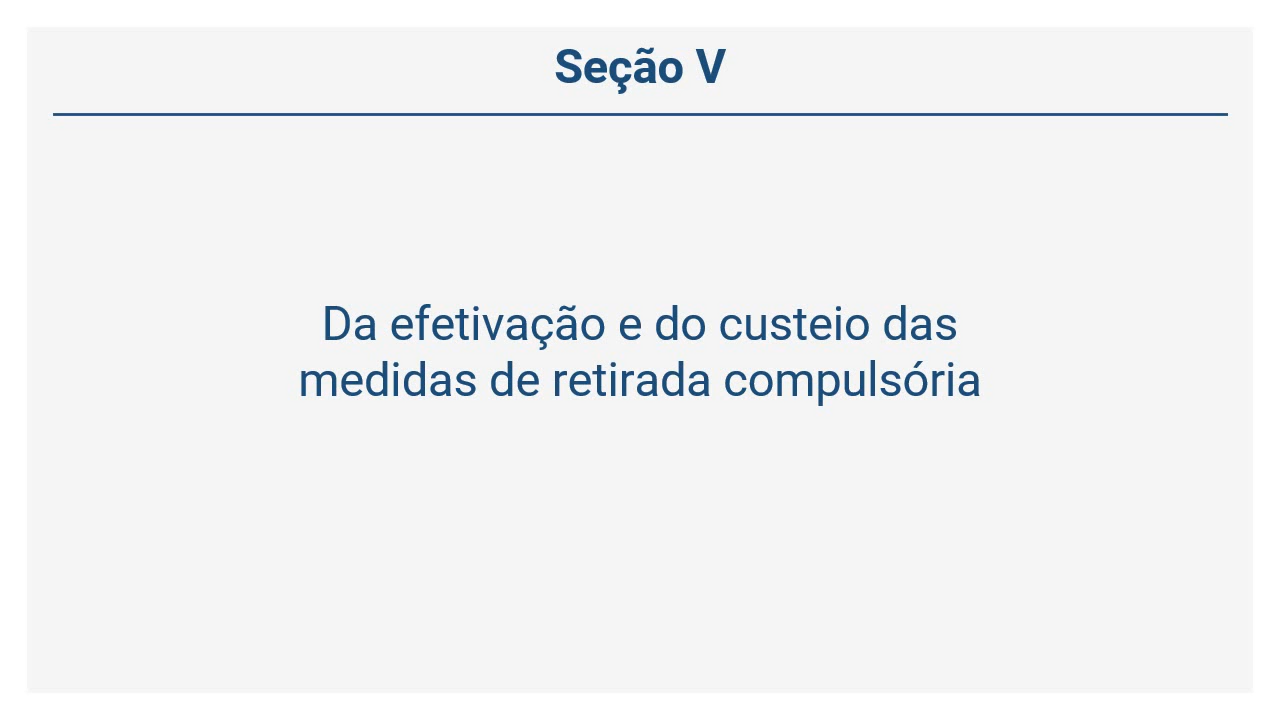 Seção V
Da efetivação e do custeio das
medidas de retirada compulsória